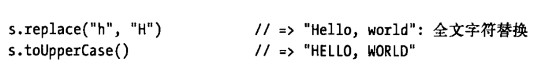 s.replace("h", "H") // => "Hello, world": 全文字符替换
s.toUpperCase() // => "HELLO, WORLD"